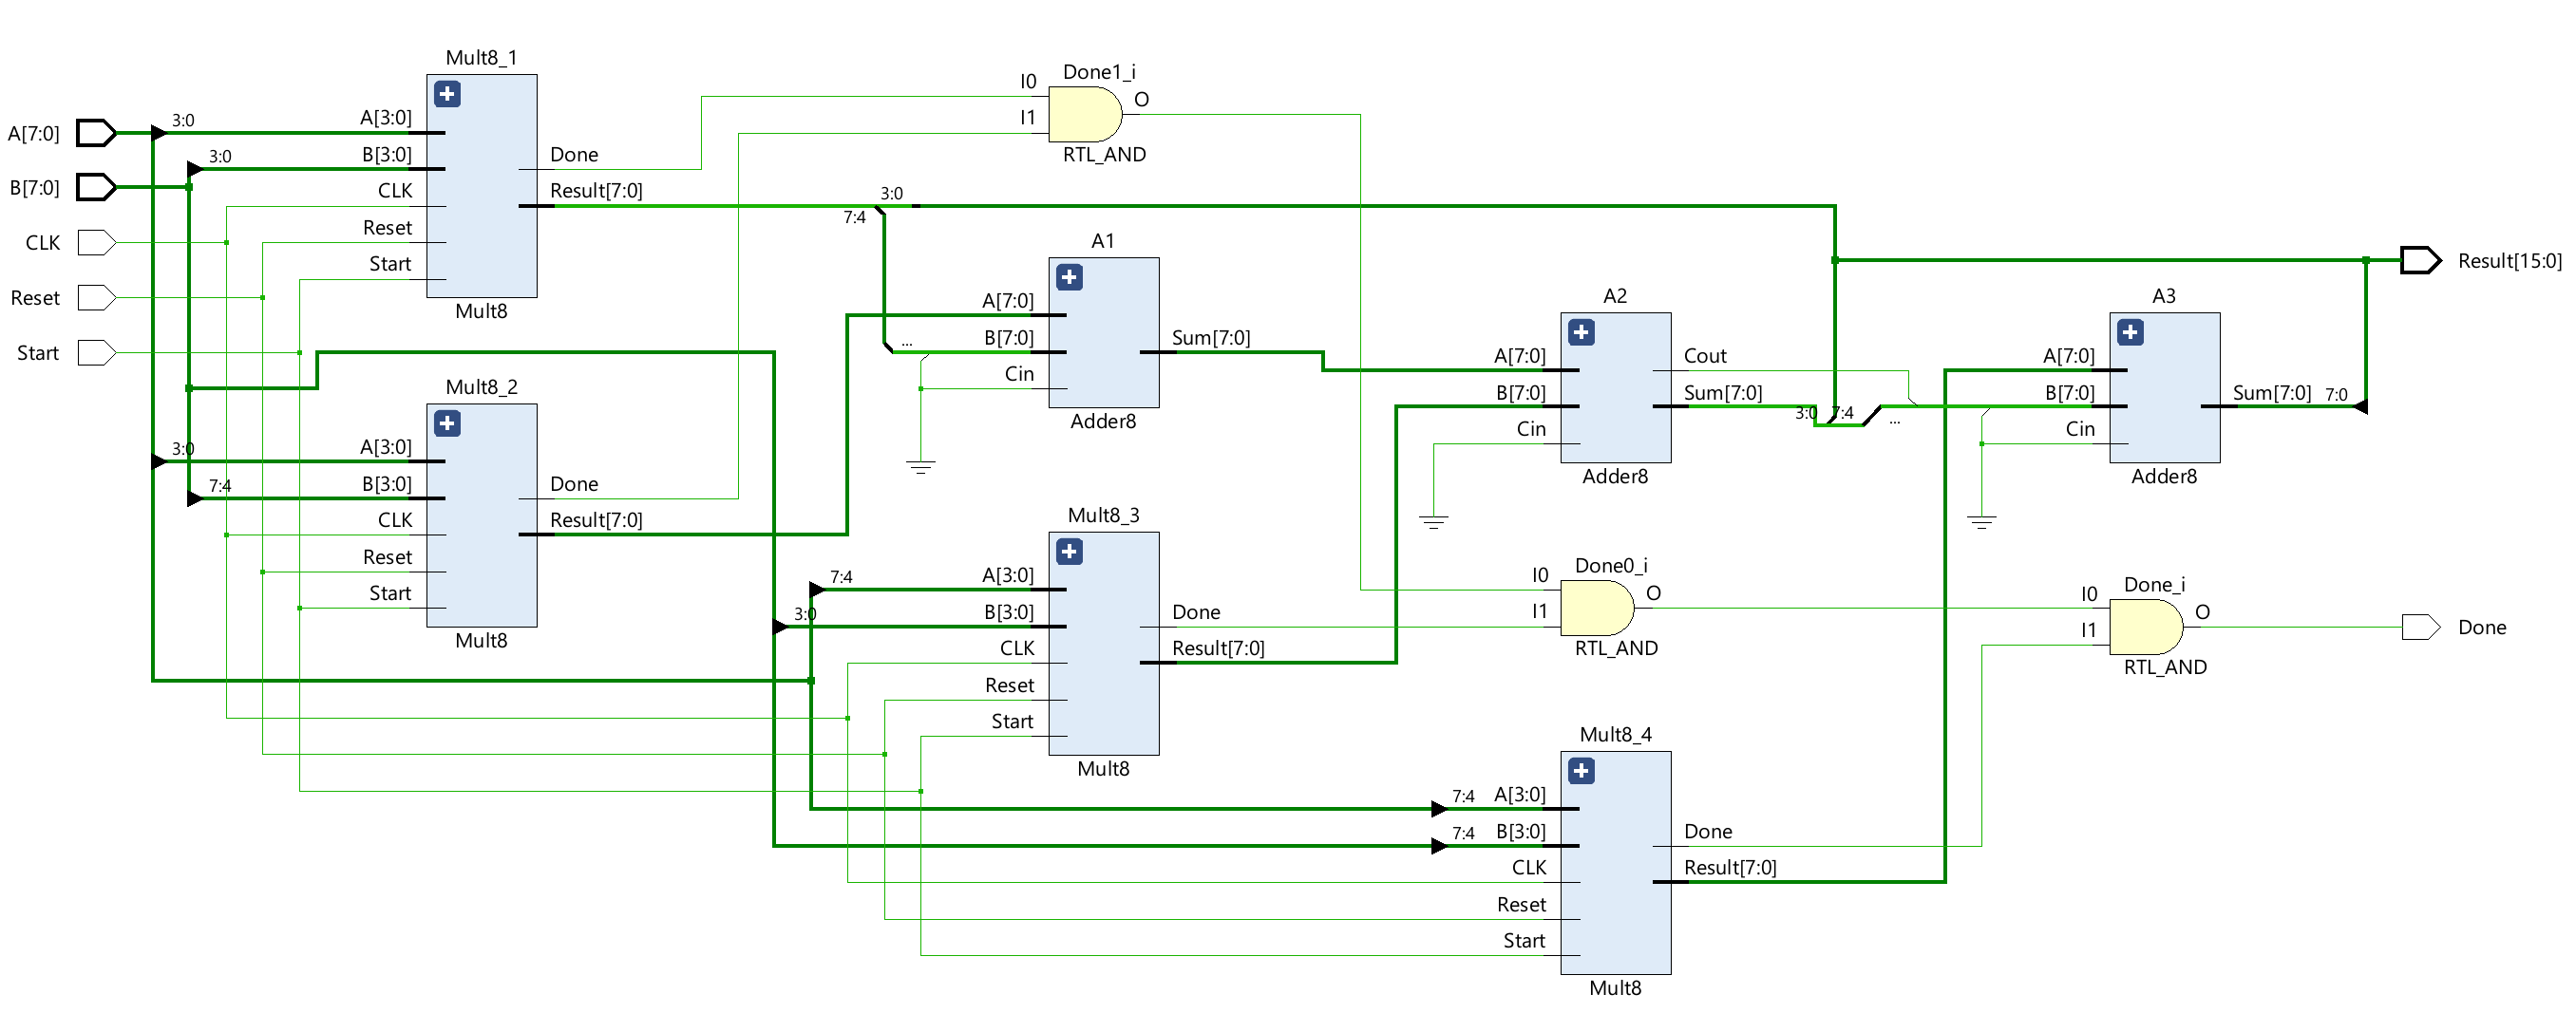 Mult8_1
A[7:0]
3:0
A[3:0]
B[7:0]
3:0
B[3:0]
CLK
CLK
Reset
Reset
Start
Start
Done
Result[7:0]
Mult8
Mult8_2
3:0
A[3:0]
7:4
B[3:0]
CLK
Reset
Start
Done
Result[7:0]
Mult8
Done1_i
I0
I1
O
RTL_AND
3:0
7:4
A1
A[7:0]
...
B[7:0]
Cin
Sum[7:0]
Adder8
Mult8_3
7:4
A[3:0]
3:0
B[3:0]
CLK
Reset
Start
Done
Result[7:0]
Mult8
A2
A[7:0]
B[7:0]
Cin
Cout
Sum[7:0]
3:0
7:4
...
Adder8
Done0_i
I0
I1
O
RTL_AND
Mult8_4
7:4
A[3:0]
7:4
B[3:0]
CLK
Reset
Start
Done
Result[7:0]
Mult8
A3
A[7:0]
B[7:0]
Cin
Sum[7:0]
7:0
Adder8
Result[15:0]
Done_i
I0
I1
O
RTL_AND
Done